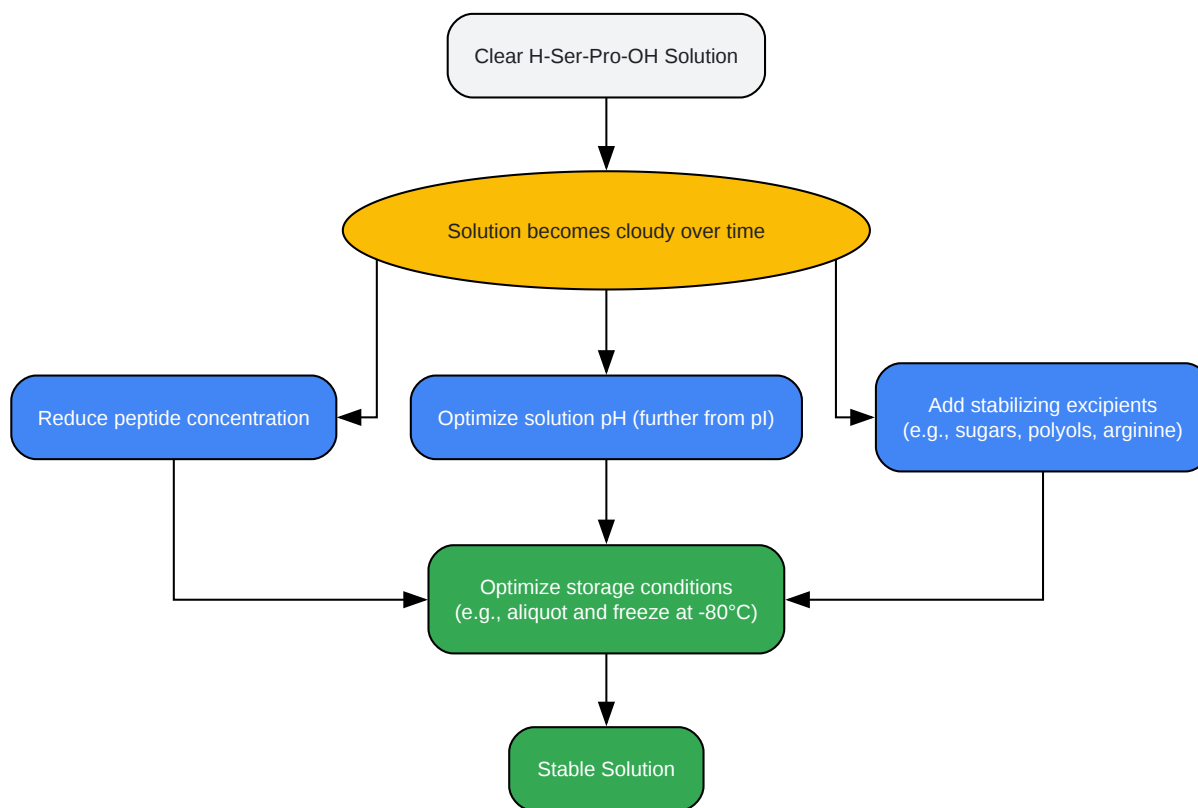 Clear H-Ser-Pro-OH Solution
Solution becomes cloudy over time
Reduce peptide concentration
Optimize solution pH (further from pI)
Add stabilizing excipients
(e.g., sugars, polyols, arginine)
Optimize storage conditions
(e.g., aliquot and freeze at -80°C)
Stable Solution